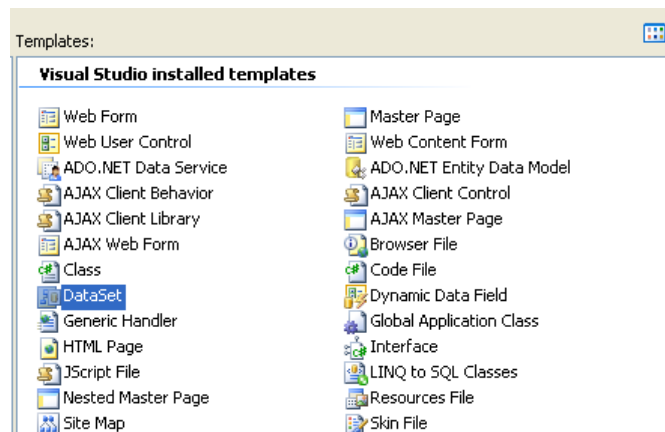 Templates:
Visual Studio installed templates
Web Form
Master Page
Web User Control
Web Content Form
ADO.NET Data Service
ADO.NET Entity Data Model
AJAX Client Behavior
AJAX Client Control
AJAX Client Library
AJAX Master Page
AJAX Web Form
Browser File
Class
Code File
DataSet
Dynamic Data Field
Generic Handler
Global Application Class
HTML Page
Interface
JScript File
LINQ to SQL Classes
Nested Master Page
Resources File
Site Map
Skin File